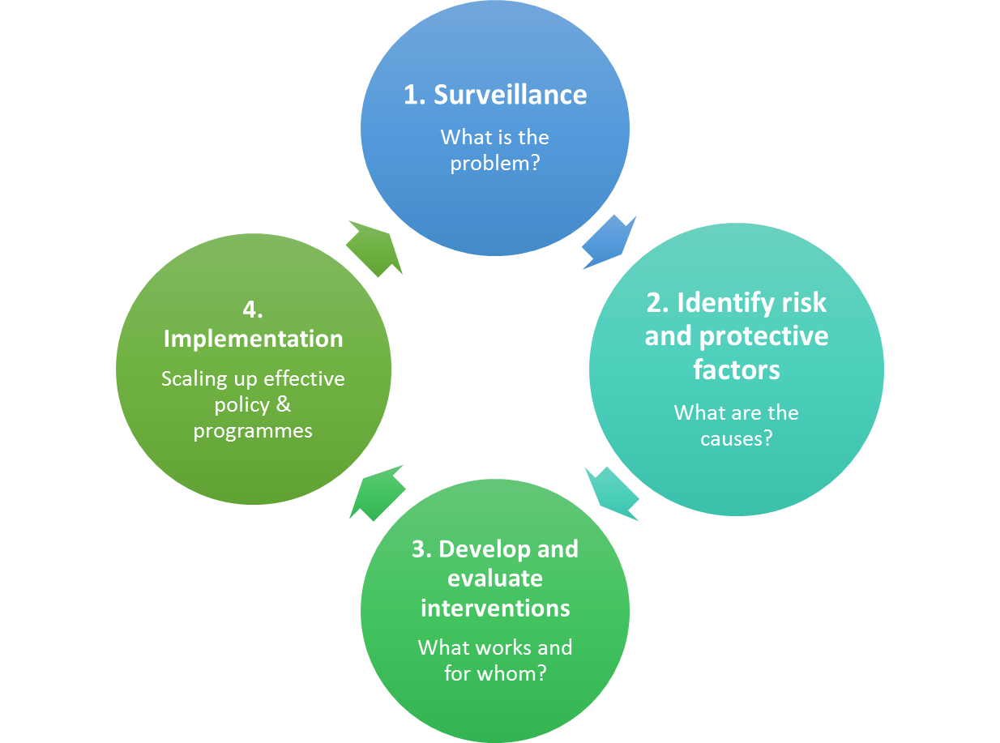 1. Surveillance
What is the
problem?
2. Identify risk
and protective
factors
What are the
causes?
3. Develop and
evaluate
interventions
What works and
for whom?
4.
Implementation
Scaling up effective
policy &
programmes